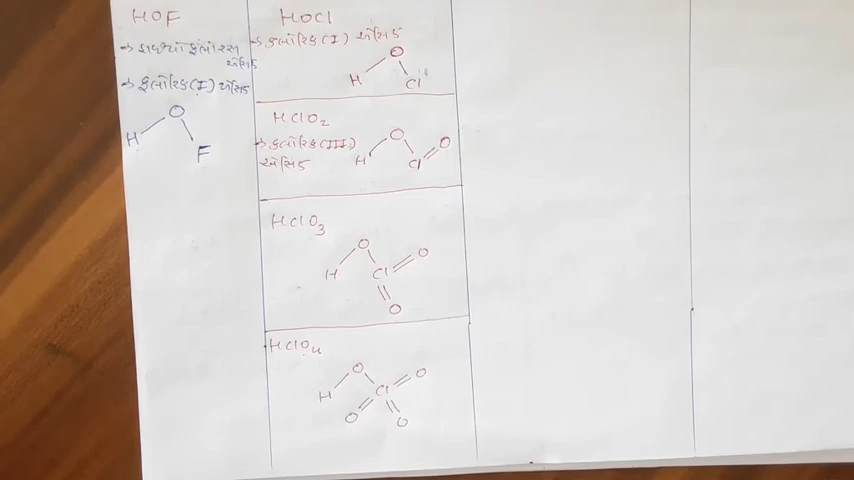 HOF
→ હાઇપોફ્લોરસ એસિડ
→ ફ્લોરિક (I) એસિડ
H O F
HOCl
→ ક્લોરિક (I) એસિડ
H O Cl
HClO2
→ ક્લોરિક (III) એસિડ
H O Cl O
HClO3
H O Cl O
O
HClO4
O Cl O
H
O O